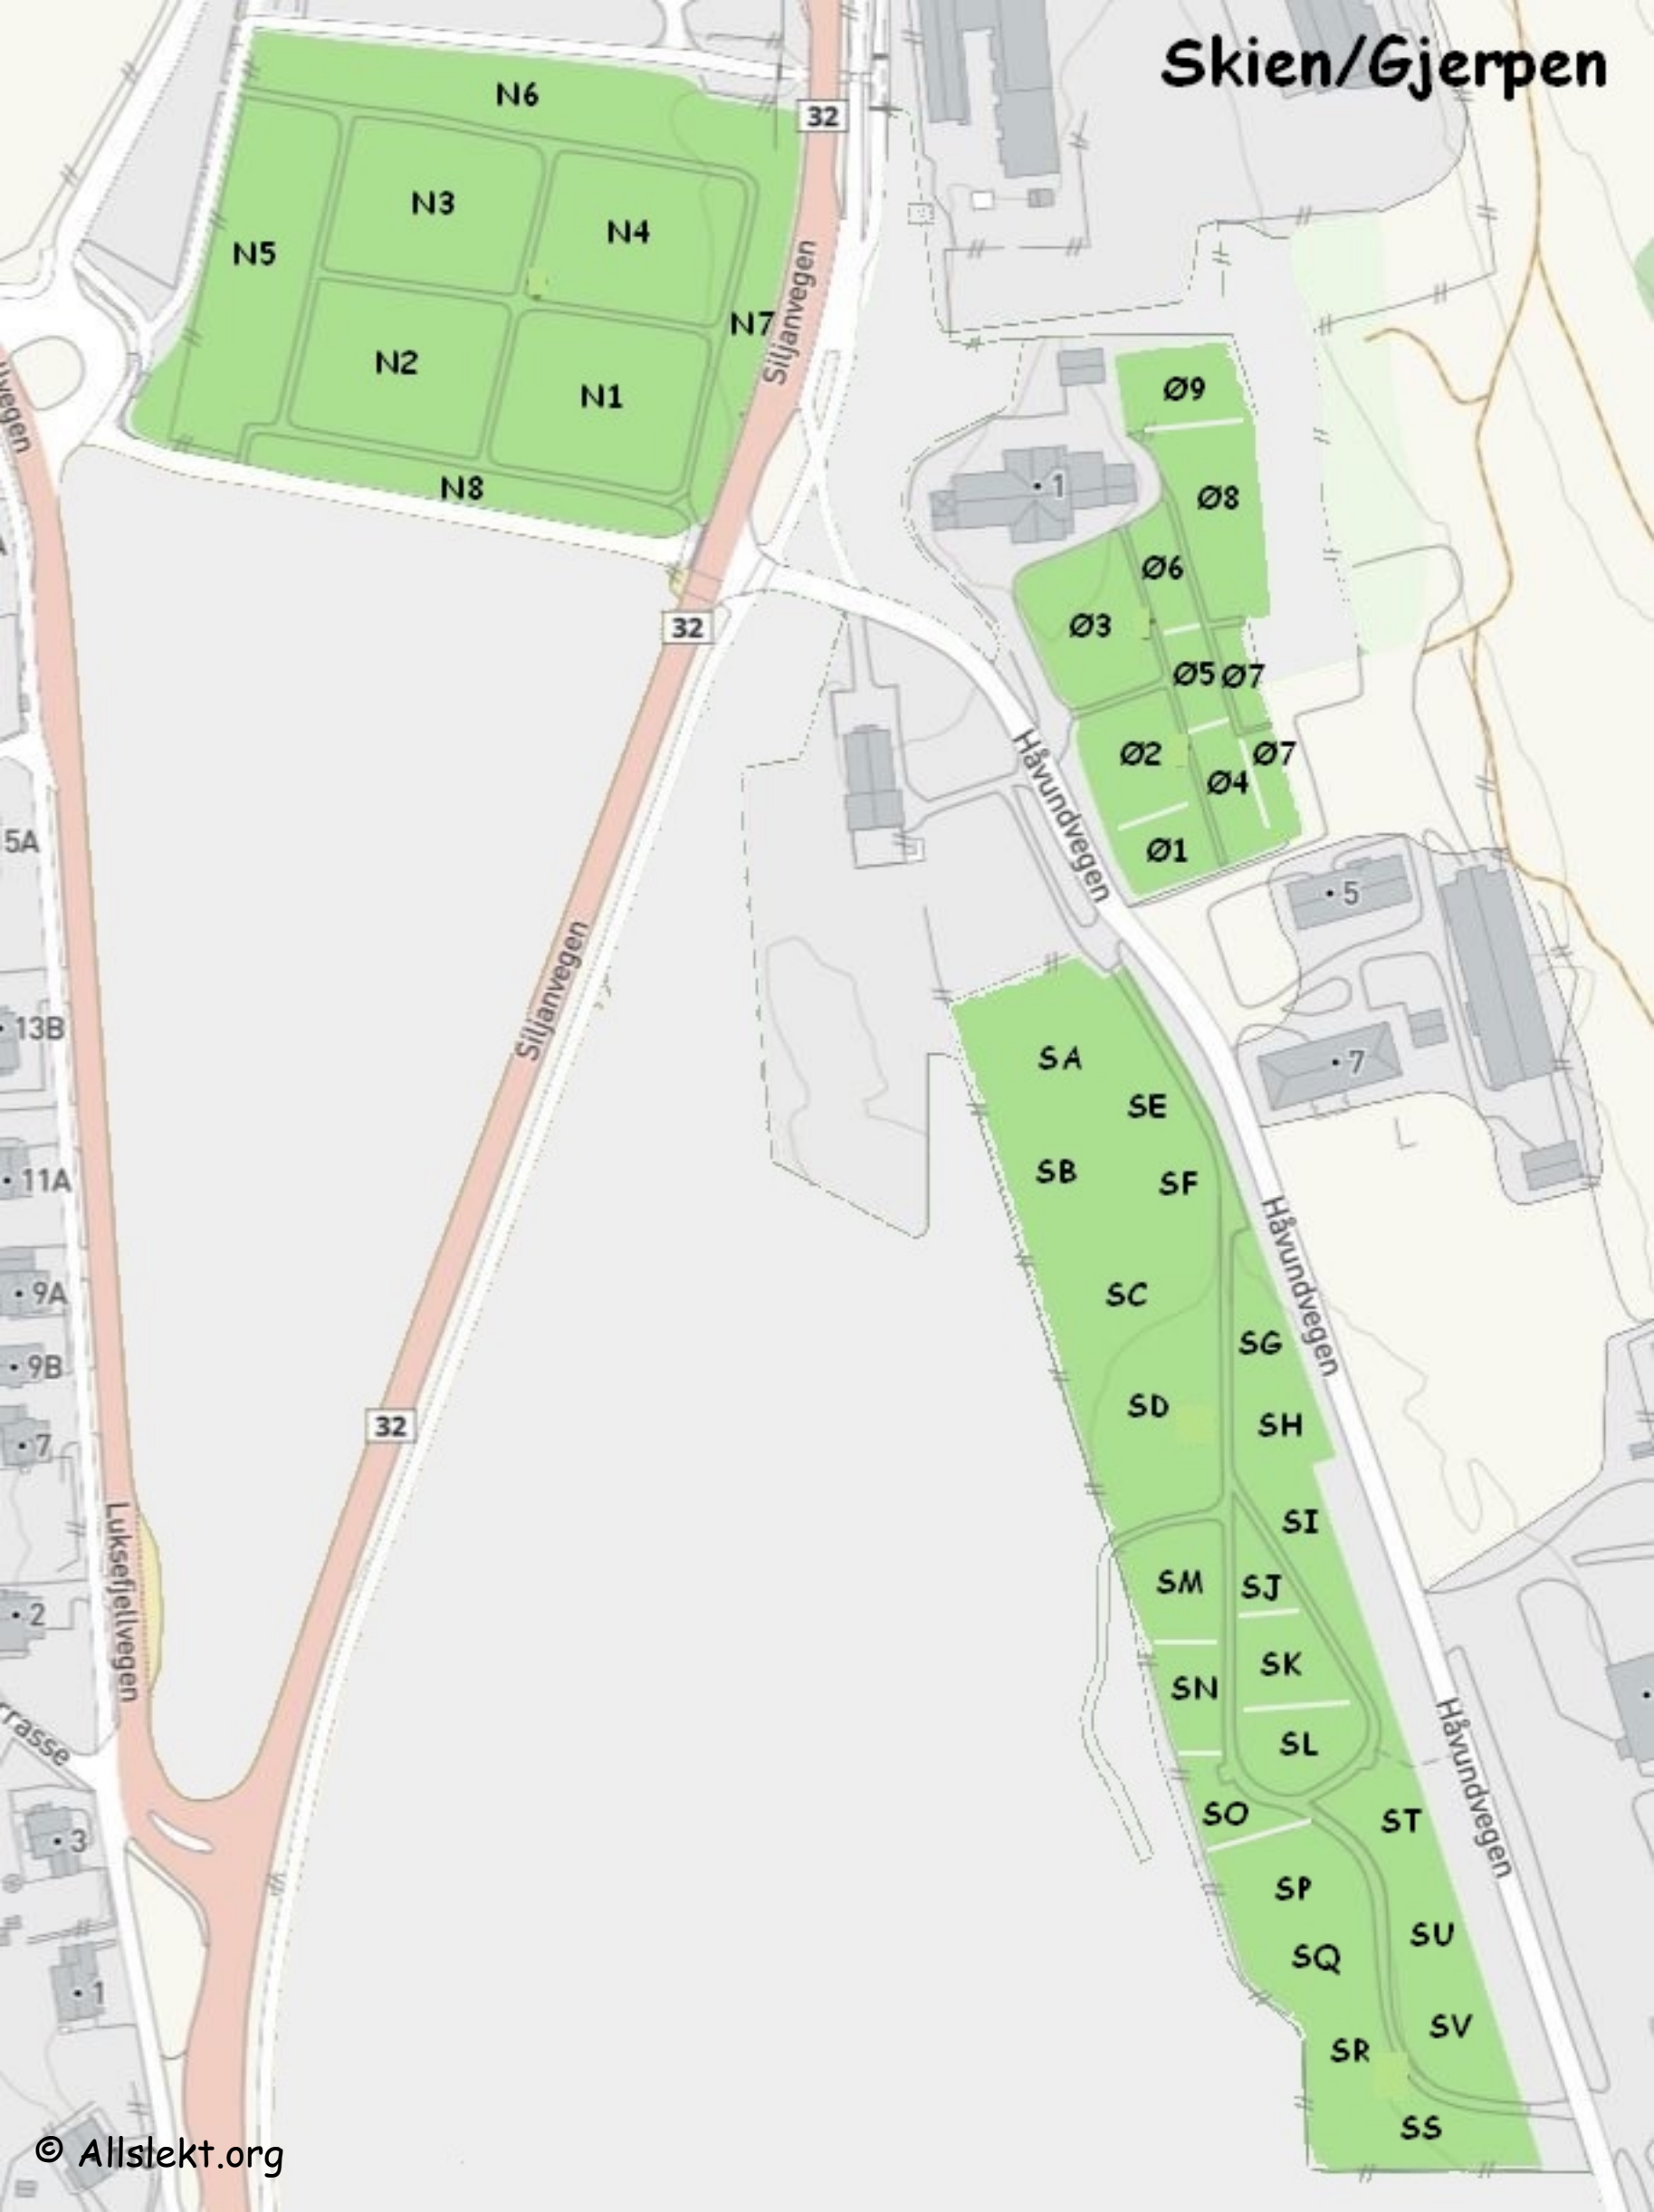 Skien/Gjerpen
N6
32
N3
N4
N5
Siljanvegen
N7
N2
N1
N8
Ø9
1
Ø8
Ø6
Ø3
32
Ø5
Ø7
Ø2
Ø7
Ø4
Håvundvegen
5A
Ø1
5
Siljanvegen
13B
SA
7
SE
11A
SB
SF
9A
SC
Håvundvegen
SG
9B
SD
SH
32
7
SI
Luksefjellvegen
SM
SJ
2
SK
SN
SL
Håvundvegen
SO
ST
3
SP
SU
SQ
1
SV
SR
SS
© Allslekt.org